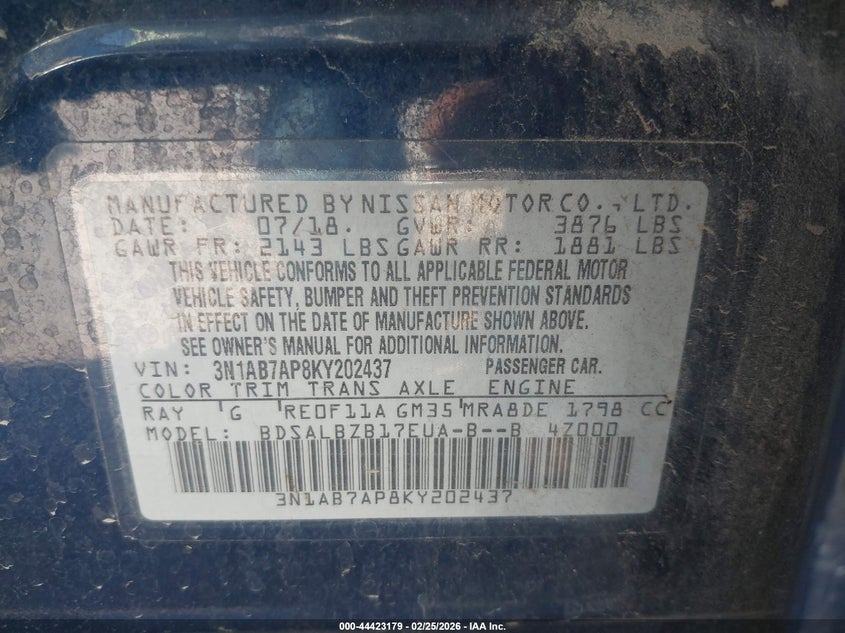 MANUFACTURED BY NISSAN MOTOR CO., LTD.
DATE: 07/18. GVWR: 3876 LBS
GAWR FR: 2143 LBS GAWR RR: 1881 LBS
THIS VEHICLE CONFORMS TO ALL APPLICABLE FEDERAL MOTOR
VEHICLE SAFETY, BUMPER AND THEFT PREVENTION STANDARDS
IN EFFECT ON THE DATE OF MANUFACTURE SHOWN ABOVE.
SEE OWNER'S MANUAL FOR ADDITIONAL INFORMATION.
VIN: 3N1AB7AP8KY202437 PASSENGER CAR.
COLOR TRIM TRANS AXLE ENGINE
RAY G RE0F11A GM35 MRA8DE 1798 CC
MODEL: BDSALBZB17EUA-B--B 4Z000
3N1AB7AP8KY202437
000-44423179 - 02/25/2026 - IAA Inc.